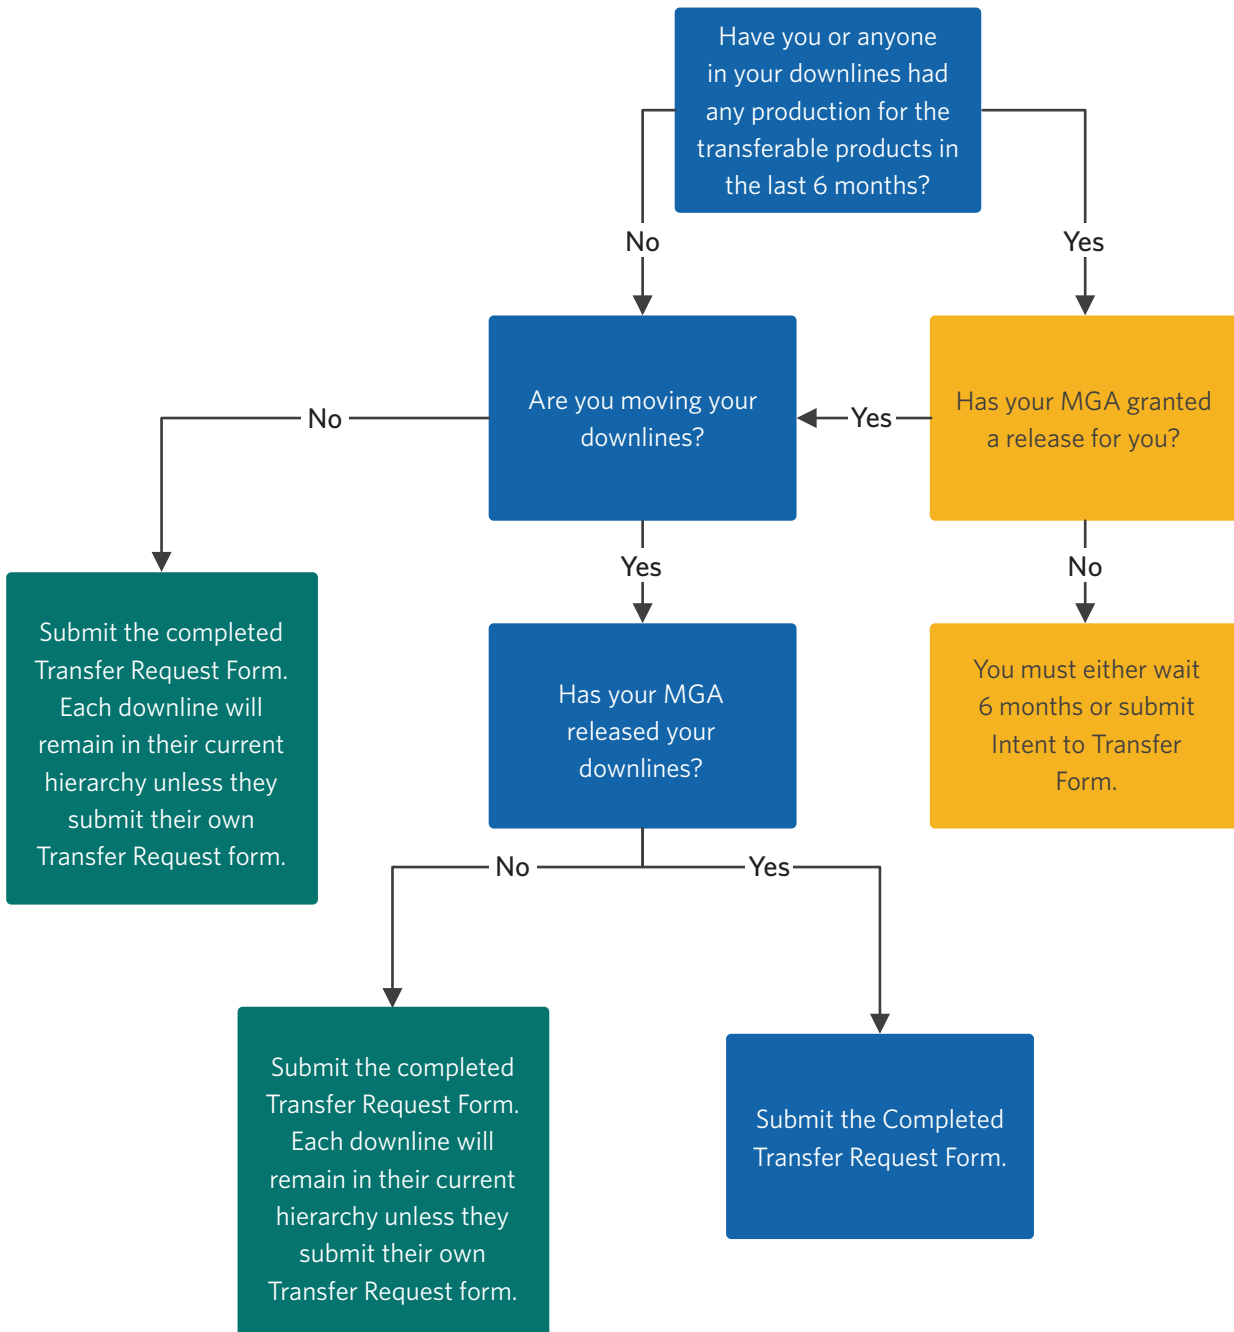 Have you or anyone
in your downlines had
any production for the
transferable products in
the last 6 months?
No
Yes
Are you moving your
downlines?
Has your MGA granted
a release for you?
No
Yes
Yes
No
Submit the completed
Transfer Request Form.
Each downline will
remain in their current
hierarchy unless they
submit their own
Transfer Request form.
Has your MGA
released your
downlines?
You must either wait
6 months or submit
Intent to Transfer
Form.
No
Yes
Submit the completed
Transfer Request Form.
Each downline will
remain in their current
hierarchy unless they
submit their own
Transfer Request form.
Submit the Completed
Transfer Request Form.